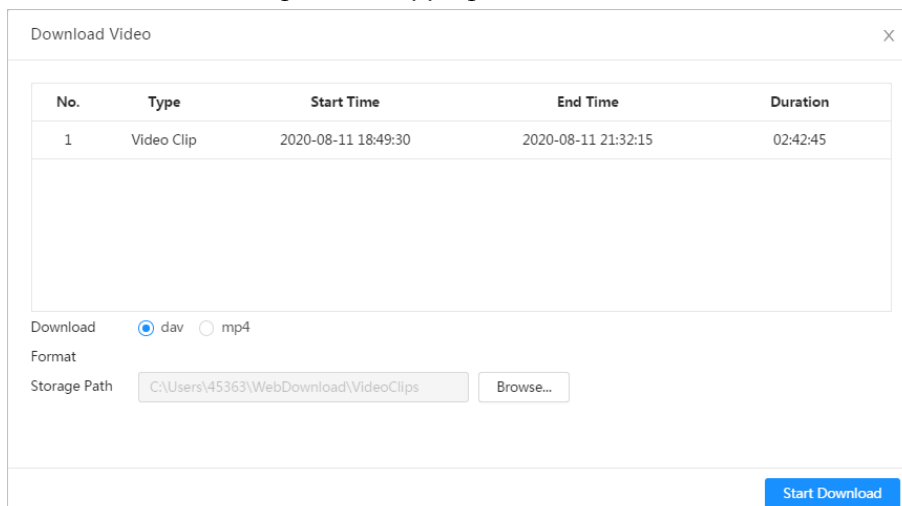 Download Video X
No. Type Start Time End Time Duration
1 Video Clip 2020-08-11 18:49:30 2020-08-11 21:32:15 02:42:45
Download dav mp4
Format
Storage Path C:\Users\45363\WebDownload\VideoClips Browse...
Start Download